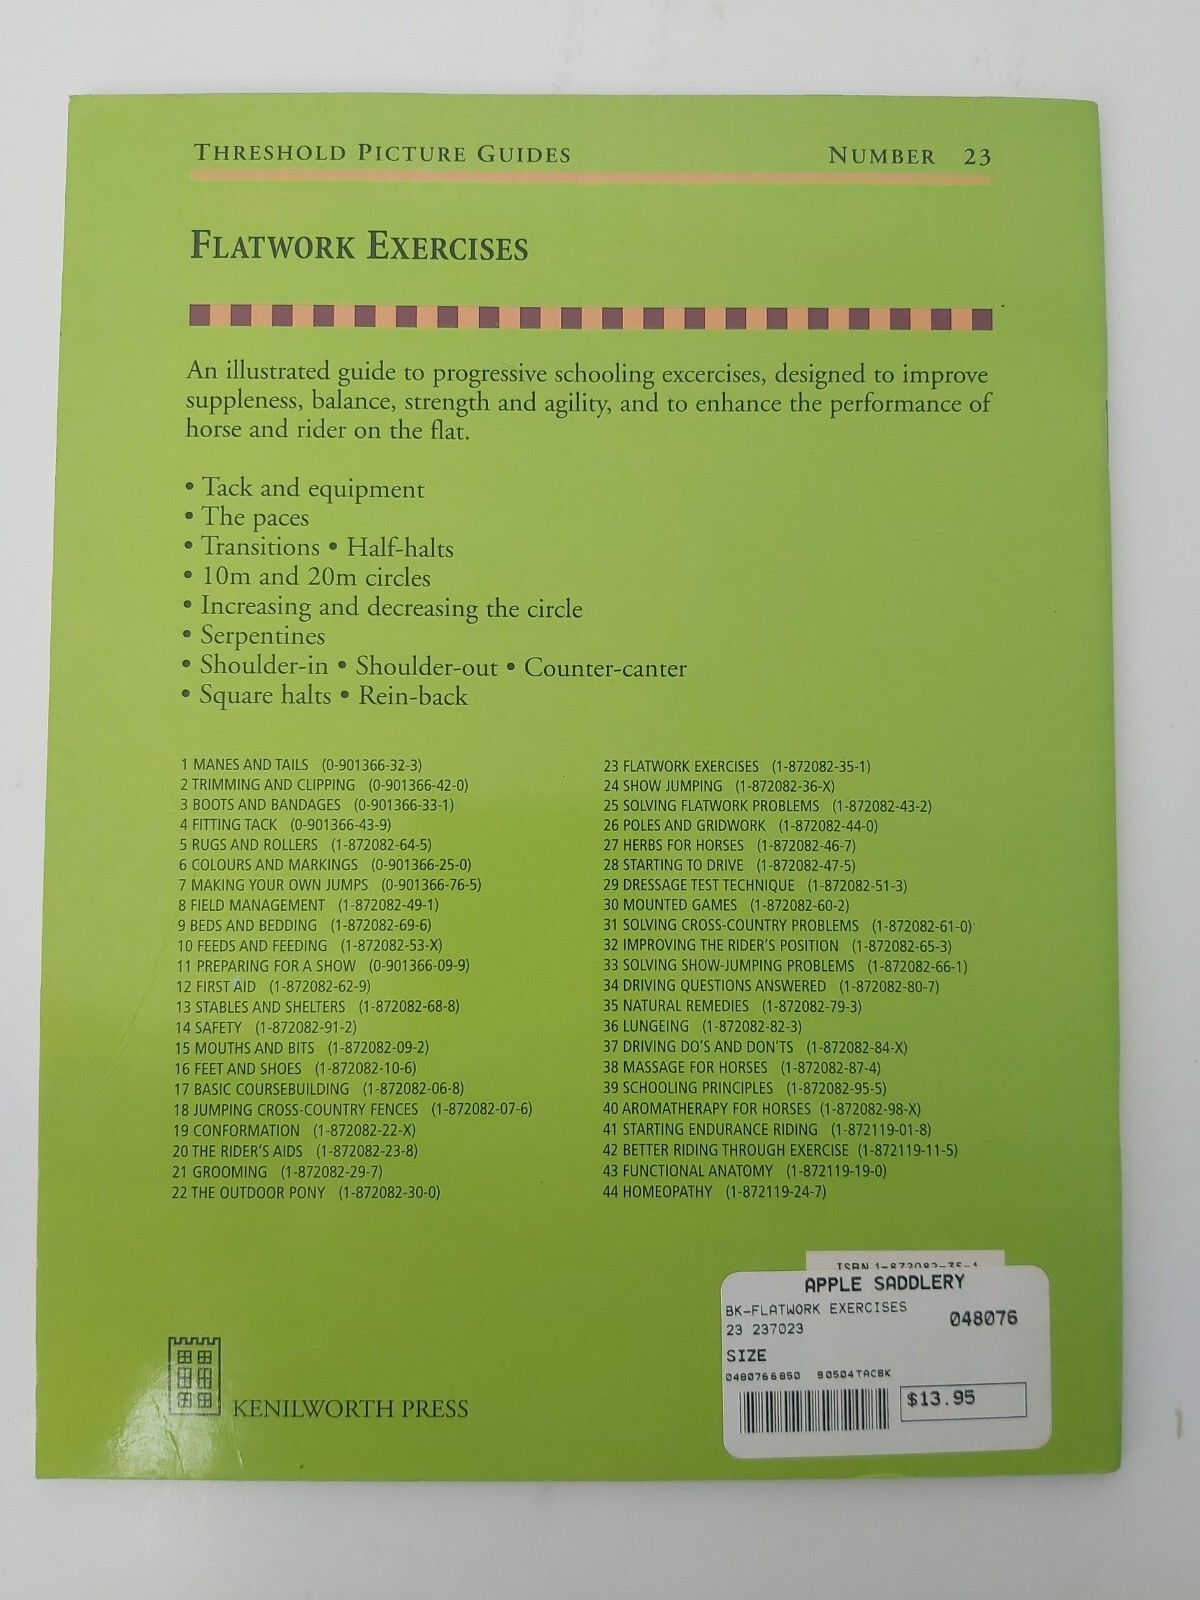 THRESHOLD PICTURE GUIDES NUMBER 23
FLATWORK EXERCISES
An illustrated guide to progressive schooling excercises, designed to improve
suppleness, balance, strength and agility, and to enhance the performance of
horse and rider on the flat.
• Tack and equipment
• The paces
• Transitions • Half-halts
• 10m and 20m circles
• Increasing and decreasing the circle
• Serpentines
• Shoulder-in • Shoulder-out • Counter-canter
• Square halts • Rein-back
1 MANES AND TAILS (0-901366-32-3)
2 TRIMMING AND CLIPPING (0-901366-42-0)
3 BOOTS AND BANDAGES (0-901366-33-1)
4 FITTING TACK (0-901366-43-9)
5 RUGS AND ROLLERS (1-872082-64-5)
6 COLOURS AND MARKINGS (0-901366-25-0)
7 MAKING YOUR OWN JUMPS (0-901366-76-5)
8 FIELD MANAGEMENT (1-872082-49-1)
9 BEDS AND BEDDING (1-872082-69-6)
10 FEEDS AND FEEDING (1-872082-53-X)
11 PREPARING FOR A SHOW (0-901366-09-9)
12 FIRST AID (1-872082-62-9)
13 STABLES AND SHELTERS (1-872082-68-8)
14 SAFETY (1-872082-91-2)
15 MOUTHS AND BITS (1-872082-09-2)
16 FEET AND SHOES (1-872082-10-6)
17 BASIC COURSEBUILDING (1-872082-06-8)
18 JUMPING CROSS-COUNTRY FENCES (1-872082-07-6)
19 CONFORMATION (1-872082-22-X)
20 THE RIDER'S AIDS (1-872082-23-8)
21 GROOMING (1-872082-29-7)
22 THE OUTDOOR PONY (1-872082-30-0)
23 FLATWORK EXERCISES (1-872082-35-1)
24 SHOW JUMPING (1-872082-36-X)
25 SOLVING FLATWORK PROBLEMS (1-872082-43-2)
26 POLES AND GRIDWORK (1-872082-44-0)
27 HERBS FOR HORSES (1-872082-46-7)
28 STARTING TO DRIVE (1-872082-47-5)
29 DRESSAGE TEST TECHNIQUE (1-872082-51-3)
30 MOUNTED GAMES (1-872082-60-2)
31 SOLVING CROSS-COUNTRY PROBLEMS (1-872082-61-0)
32 IMPROVING THE RIDER'S POSITION (1-872082-65-3)
33 SOLVING SHOW-JUMPING PROBLEMS (1-872082-66-1)
34 DRIVING QUESTIONS ANSWERED (1-872082-80-7)
35 NATURAL REMEDIES (1-872082-79-3)
36 LUNGEING (1-872082-82-3)
37 DRIVING DO'S AND DON'TS (1-872082-84-X)
38 MASSAGE FOR HORSES (1-872082-87-4)
39 SCHOOLING PRINCIPLES (1-872082-95-5)
40 AROMATHERAPY FOR HORSES (1-872082-98-X)
41 STARTING ENDURANCE RIDING (1-872119-01-8)
42 BETTER RIDING THROUGH EXERCISE (1-872119-11-5)
43 FUNCTIONAL ANATOMY (1-872119-19-0)
44 HOMEOPATHY (1-872119-24-7)
ISBN 1-872082-35-1
APPLE SADDLERY
BK-FLATWORK EXERCISES
23 237023 048076
SIZE
0480766850 90504TACBK
$13.95
KENILWORTH PRESS